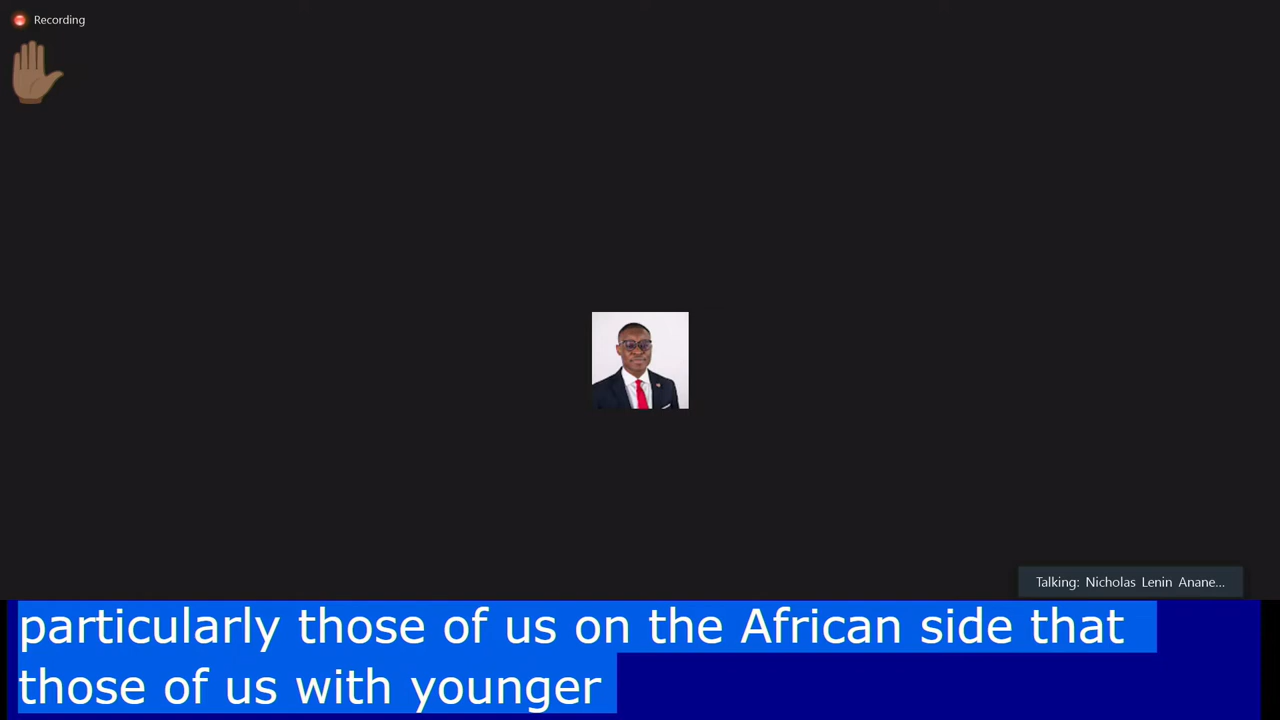 Recording
Talking: Nicholas Lenin Anane...
particularly those of us on the African side that
those of us with younger